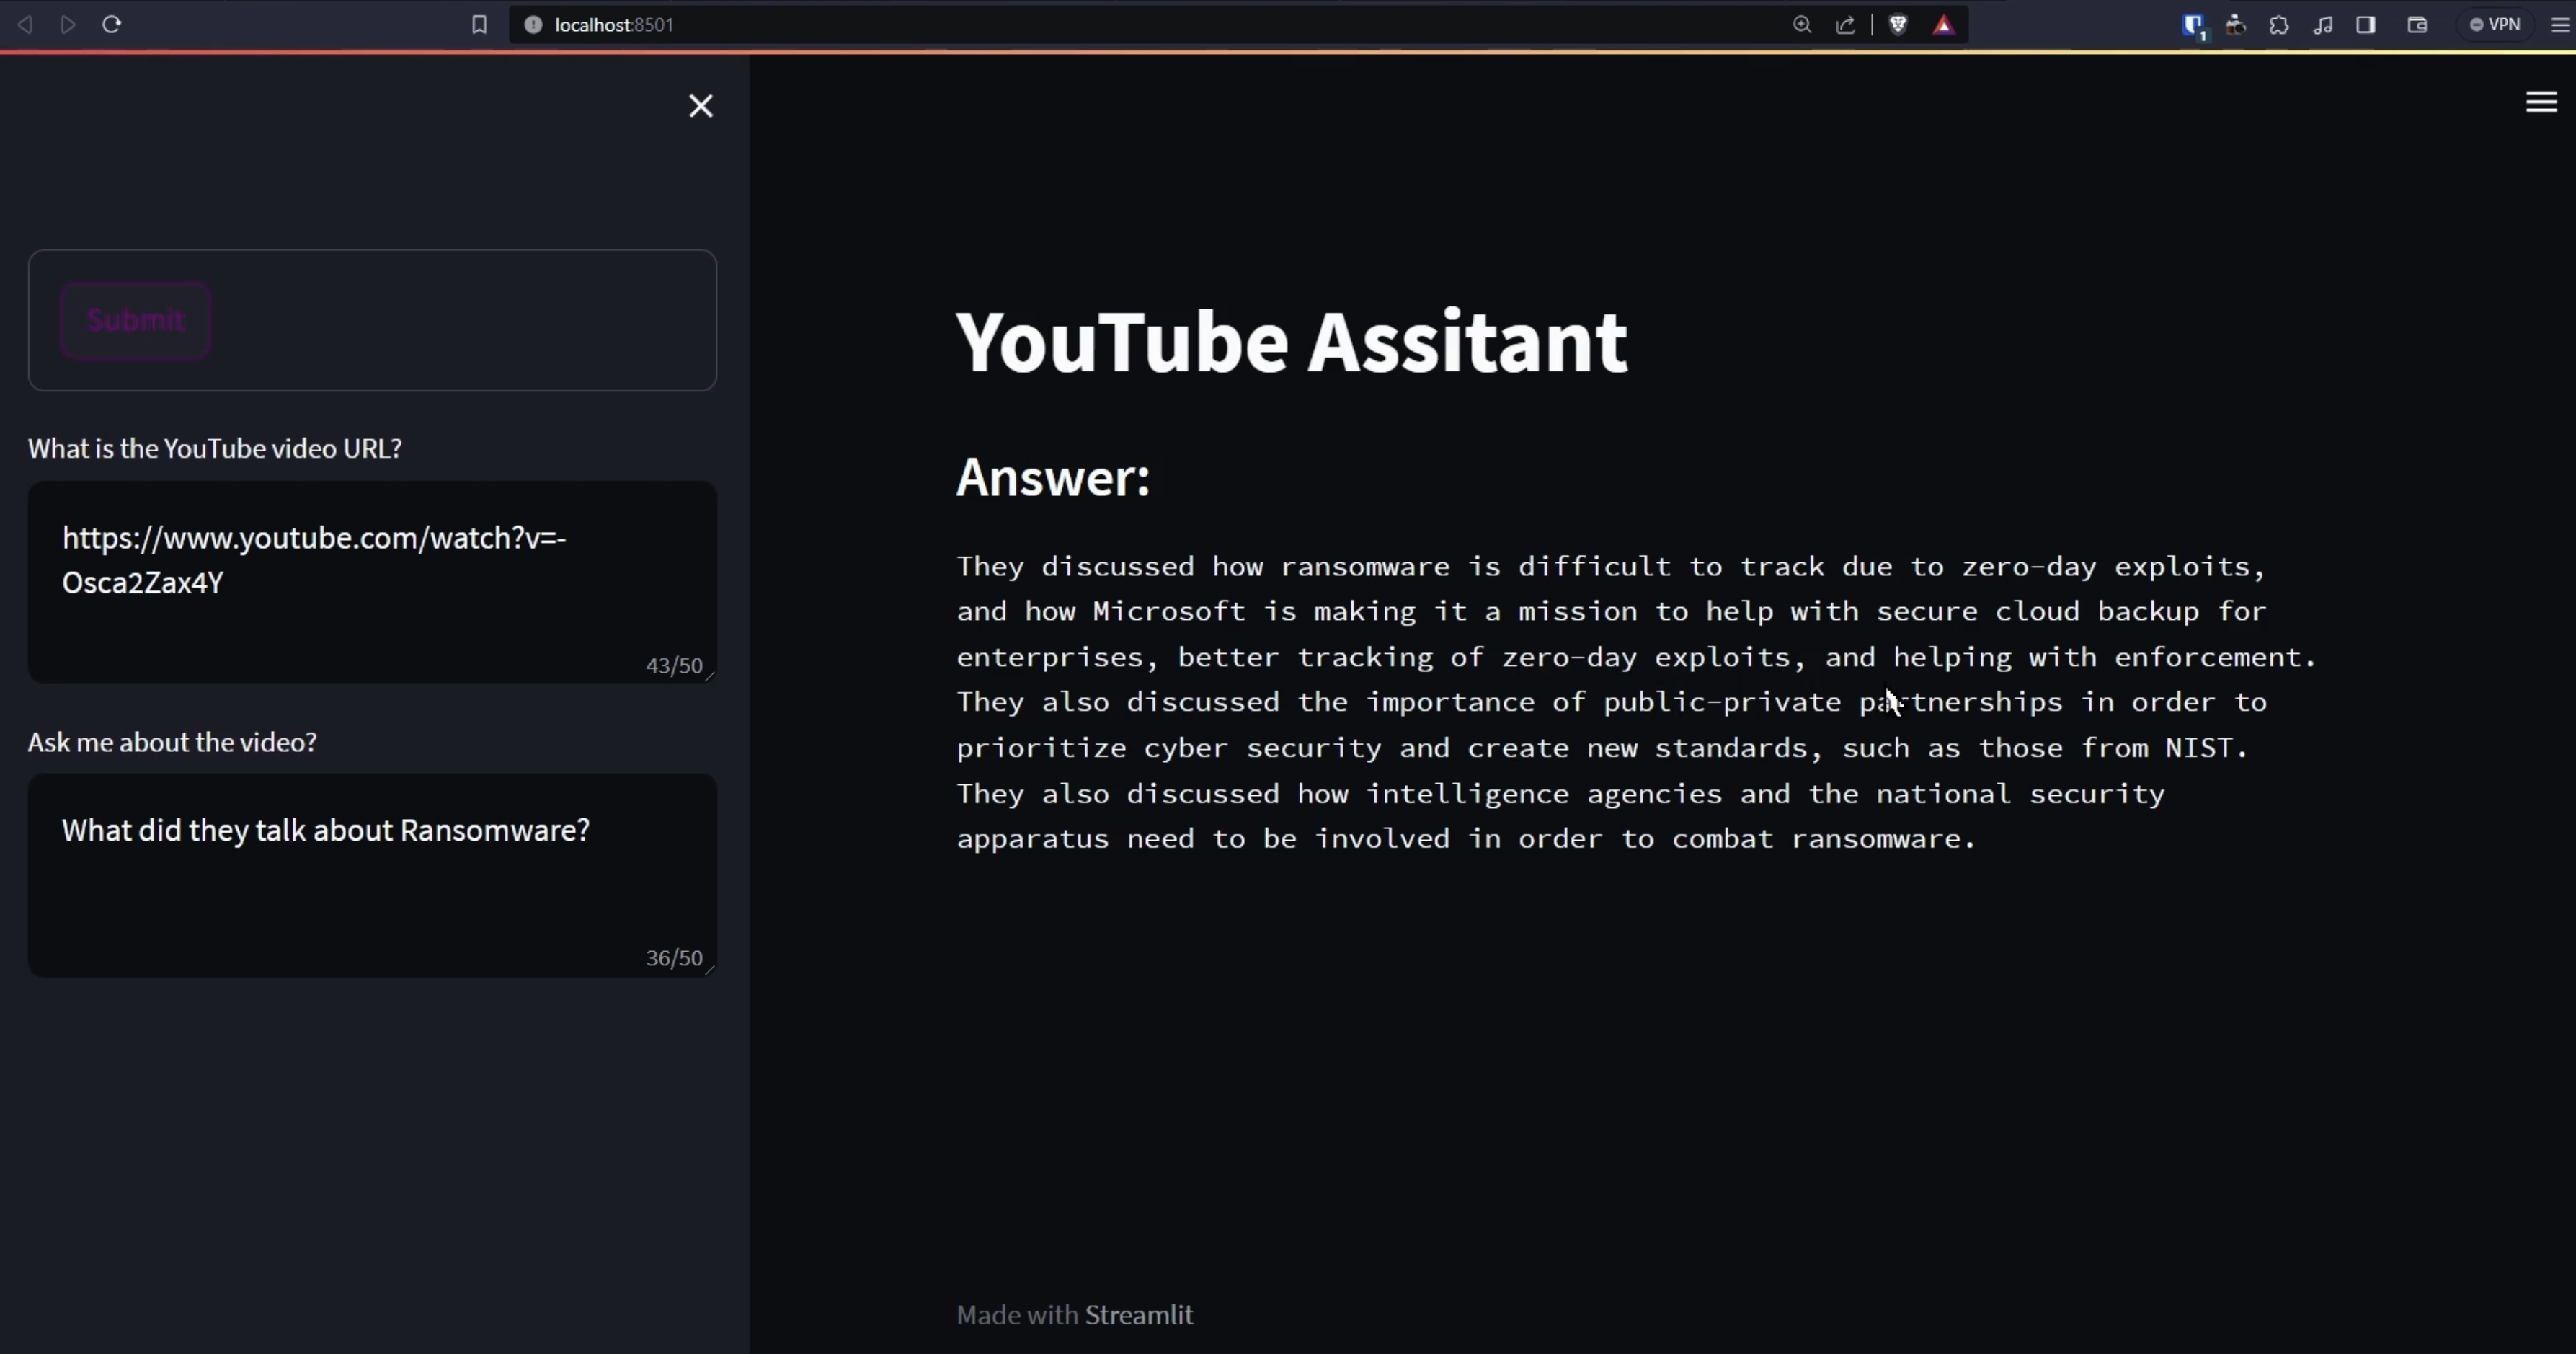 localhost:8501
1
VPN
Submit
What is the YouTube video URL?
https://www.youtube.com/watch?v=-
Osca2Zax4Y
43/50
Ask me about the video?
What did they talk about Ransomware?
36/50
YouTube Assitant
Answer:
They discussed how ransomware is difficult to track due to zero-day exploits,
and how Microsoft is making it a mission to help with secure cloud backup for
enterprises, better tracking of zero-day exploits, and helping with enforcement.
They also discussed the importance of public-private partnerships in order to
prioritize cyber security and create new standards, such as those from NIST.
They also discussed how intelligence agencies and the national security
apparatus need to be involved in order to combat ransomware.
Made with Streamlit